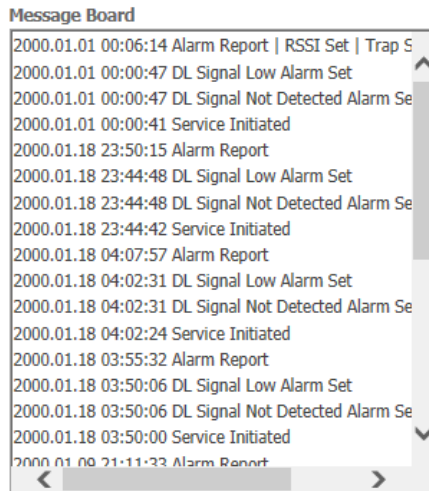 Message Board
2000.01.01 00:06:14 Alarm Report | RSSI Set | Trap S
2000.01.01 00:00:47 DL Signal Low Alarm Set
2000.01.01 00:00:47 DL Signal Not Detected Alarm Se
2000.01.01 00:00:41 Service Initiated
2000.01.18 23:50:15 Alarm Report
2000.01.18 23:44:48 DL Signal Low Alarm Set
2000.01.18 23:44:48 DL Signal Not Detected Alarm Se
2000.01.18 23:44:42 Service Initiated
2000.01.18 04:07:57 Alarm Report
2000.01.18 04:02:31 DL Signal Low Alarm Set
2000.01.18 04:02:31 DL Signal Not Detected Alarm Se
2000.01.18 04:02:24 Service Initiated
2000.01.18 03:55:32 Alarm Report
2000.01.18 03:50:06 DL Signal Low Alarm Set
2000.01.18 03:50:06 DL Signal Not Detected Alarm Se
2000.01.18 03:50:00 Service Initiated
2000.01.09 21:11:33 Alarm Report